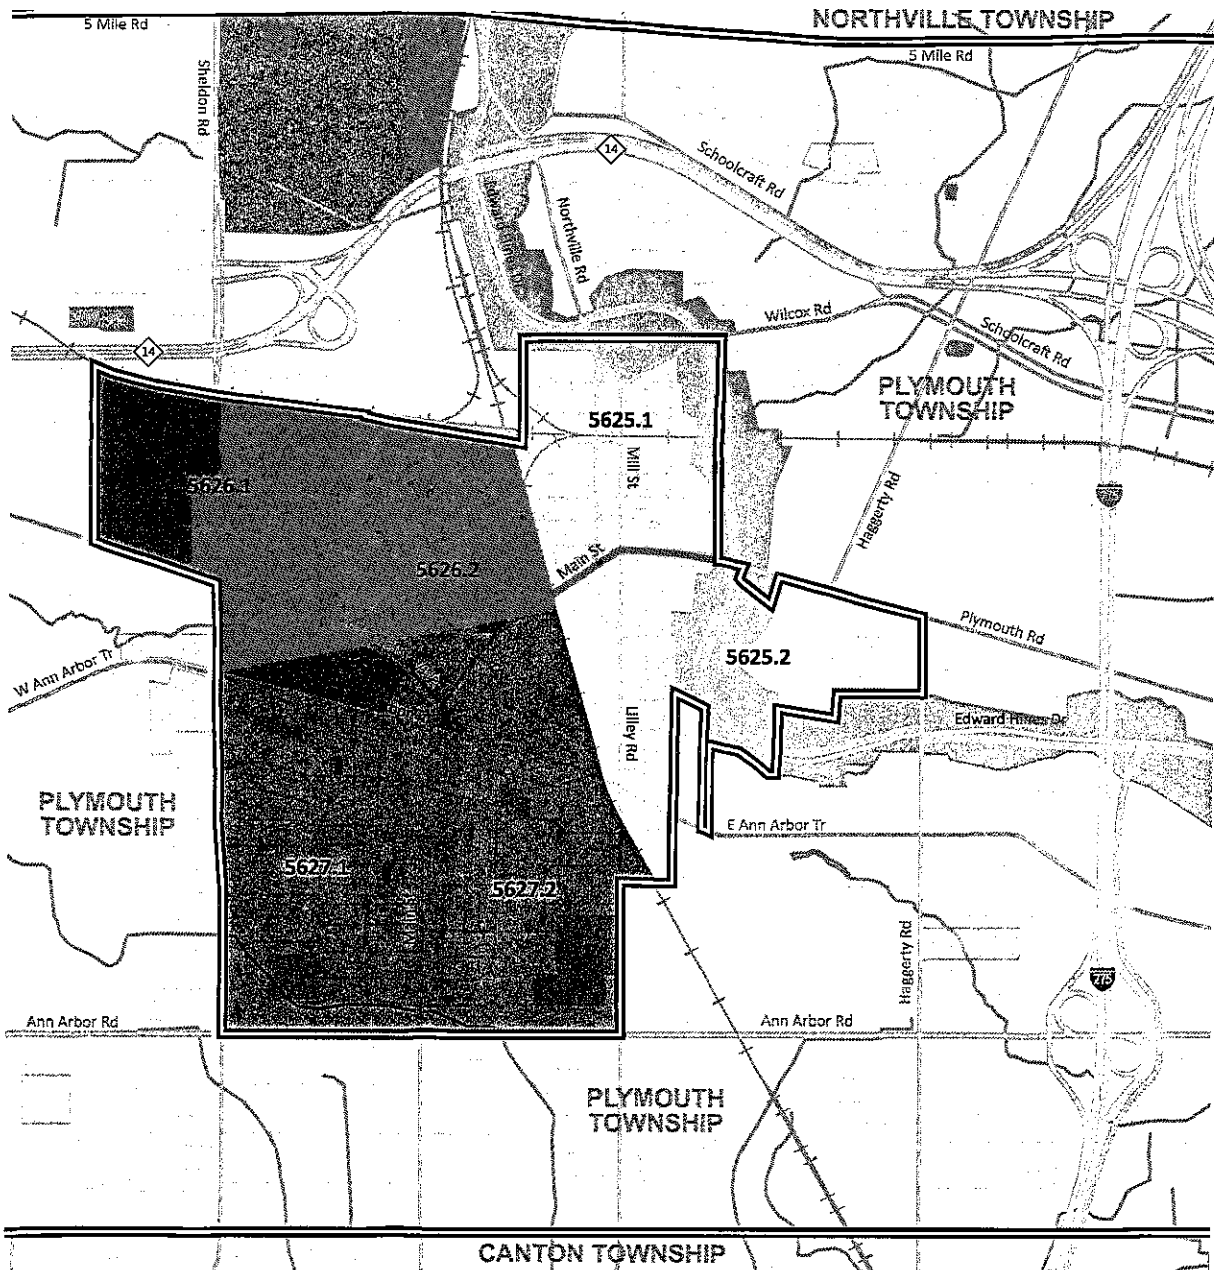 NORTHVILLE TOWNSHIP
5 Mile Rd
5 Mile Rd
Sheldon Rd
14
Schoolcraft Rd
Northville Rd
Wilcox Rd
Schoolcraft Rd
14
PLYMOUTH
TOWNSHIP
5625.1
Mill St
5626.1
Haggerty Rd
275
5626.2
Main St
Plymouth Rd
5625.2
W Ann Arbor Tr
Lilley Rd
Edward Hines Dr
PLYMOUTH
TOWNSHIP
E Ann Arbor Tr
5627.1
5627.2
Haggerty Rd
275
Ann Arbor Rd
Ann Arbor Rd
PLYMOUTH
TOWNSHIP
CANTON TOWNSHIP